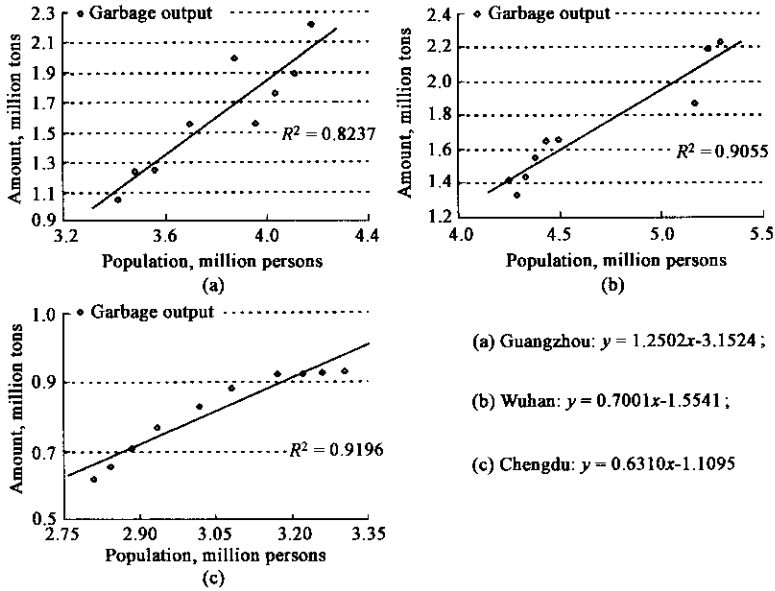 Garbage output
Amount, million tons
2.3
2.1
1.9
1.7
1.5
1.3
1.1
0.9
R² = 0.8237
3.2 3.6 4.0 4.4
Population, million persons
(a)
Garbage output
Amount, million tons
2.4
2.2
2.0
1.8
1.6
1.4
1.2
R² = 0.9055
4.0 4.5 5.0 5.5
Population, million persons
(b)
Garbage output
Amount, million tons
1.0
0.9
0.7
0.5
R² = 0.9196
2.75 2.90 3.05 3.20 3.35
Population, million persons
(c)
(a) Guangzhou: y = 1.2502x-3.1524;
(b) Wuhan: y = 0.7001x-1.5541;
(c) Chengdu: y = 0.6310x-1.1095